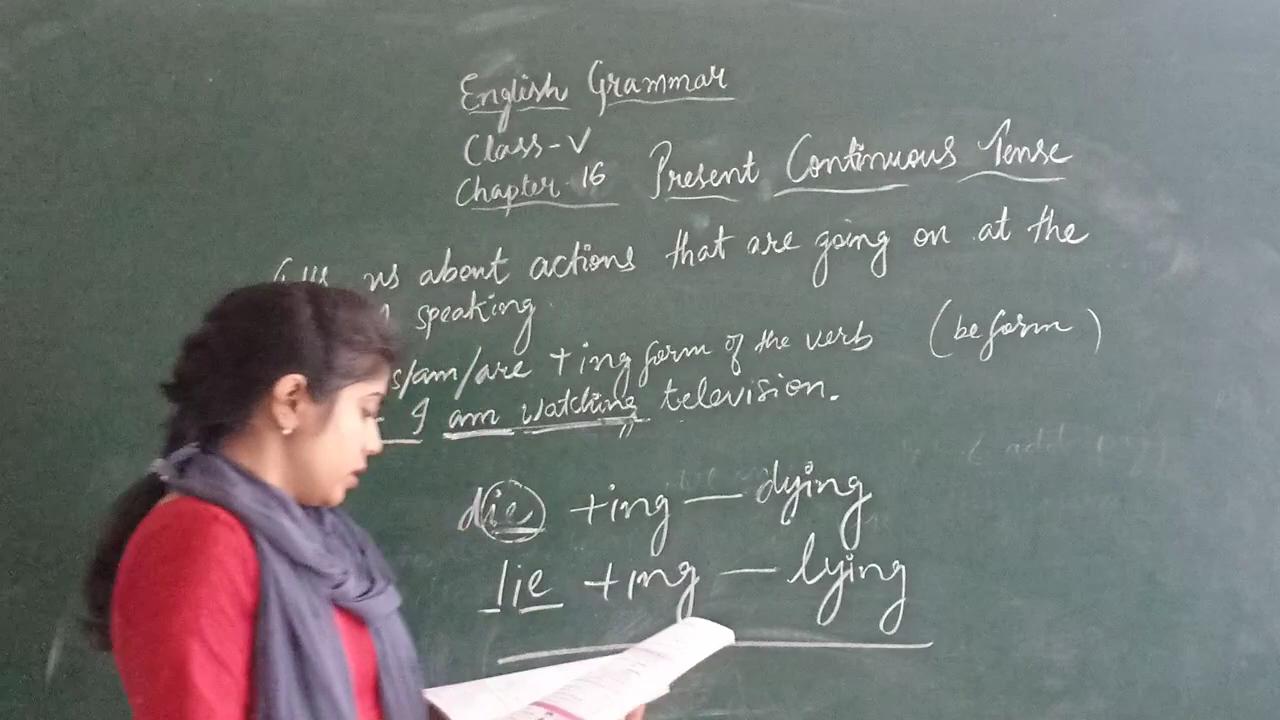 English Grammar
Class-V
Chapter-16 Present Continuous Tense
us about actions that are going on at the
speaking.
s/am/are +ing form of the verb (be form)
I am watching television.
die +ing — dying
lie +ing — lying